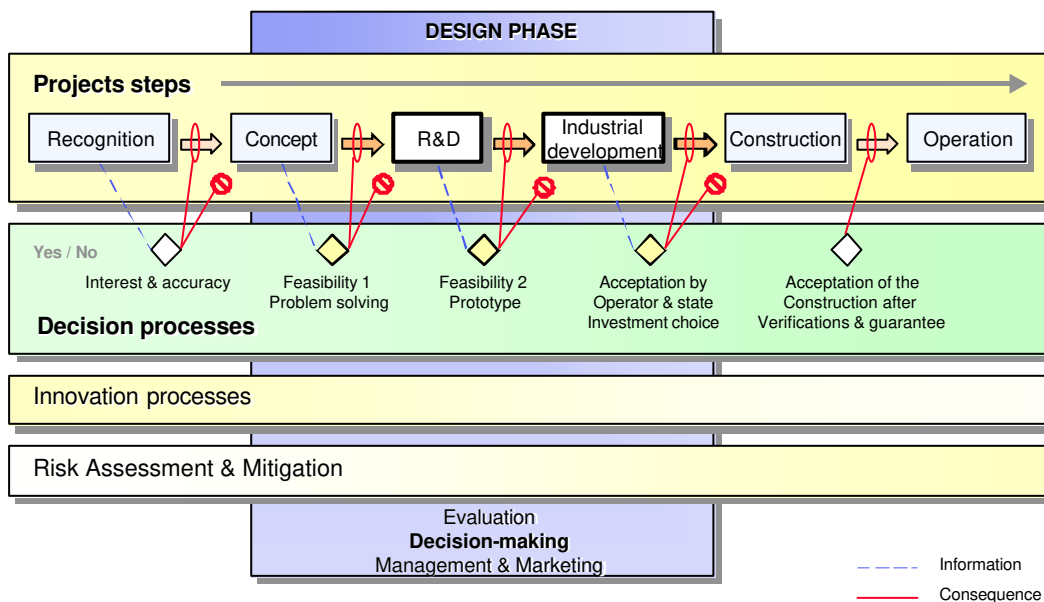 DESIGN PHASE
Projects steps
Recognition
Concept
R&D
Industrial
development
Construction
Operation
Yes / No
Interest & accuracy
Feasibility 1
Problem solving
Feasibility 2
Prototype
Acceptation by
Operator & state
Investment choice
Acceptation of the
Construction after
Verifications & guarantee
Decision processes
Innovation processes
Risk Assessment & Mitigation
Evaluation
Decision-making
Management & Marketing
Information
Consequence